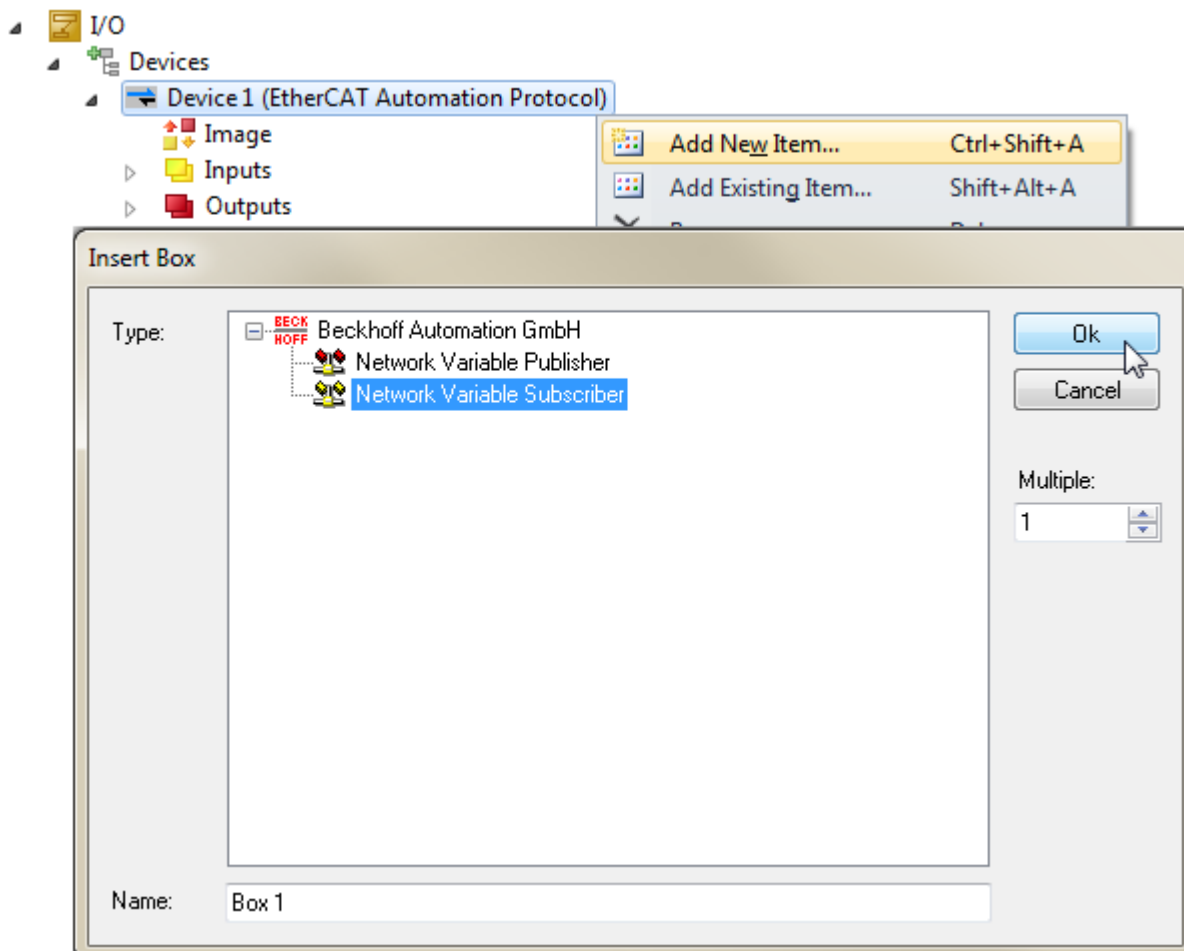 I/O
Devices
Device 1 (EtherCAT Automation Protocol)
Image
Add New Item... Ctrl+Shift+A
Inputs
Add Existing Item... Shift+Alt+A
Outputs
Insert Box
Type:
BECK
HOFF
Beckhoff Automation GmbH
Ok
Network Variable Publisher
Network Variable Subscriber
Cancel
Multiple:
1
Name:
Box 1